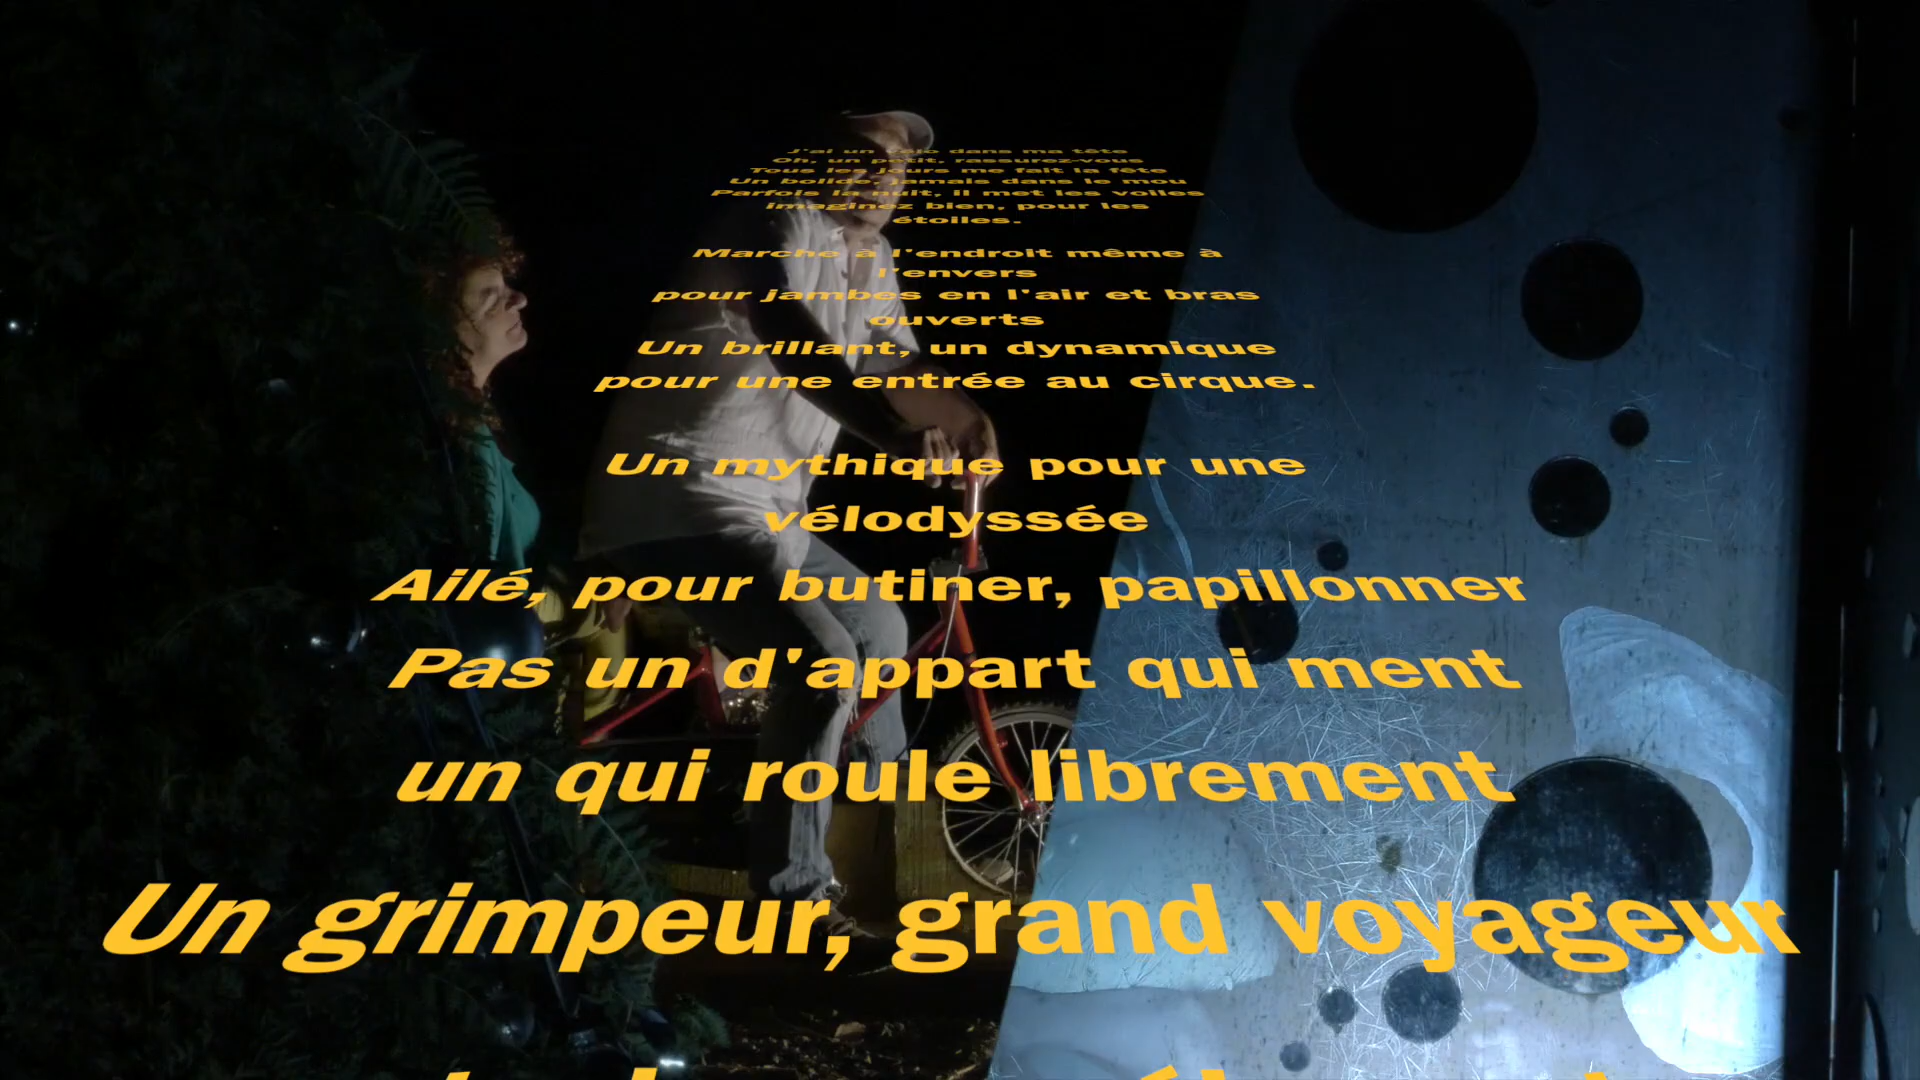 J'ai un vélo dans ma tête
Oh, un petit, rassurez-vous
Tous les jours me fait la fête
Un bolide, jamais dans le mou
Parfois la nuit, il met les voiles
imaginez bien, pour les
étoiles.
Marche à l'endroit même à
l'envers
pour jambes en l'air et bras
ouverts
Un brillant, un dynamique
pour une entrée au cirque.
Un mythique pour une
vélodyssée
Ailé, pour butiner, papillonner
Pas un d'appart qui ment
un qui roule librement
Un grimpeur, grand voyageur